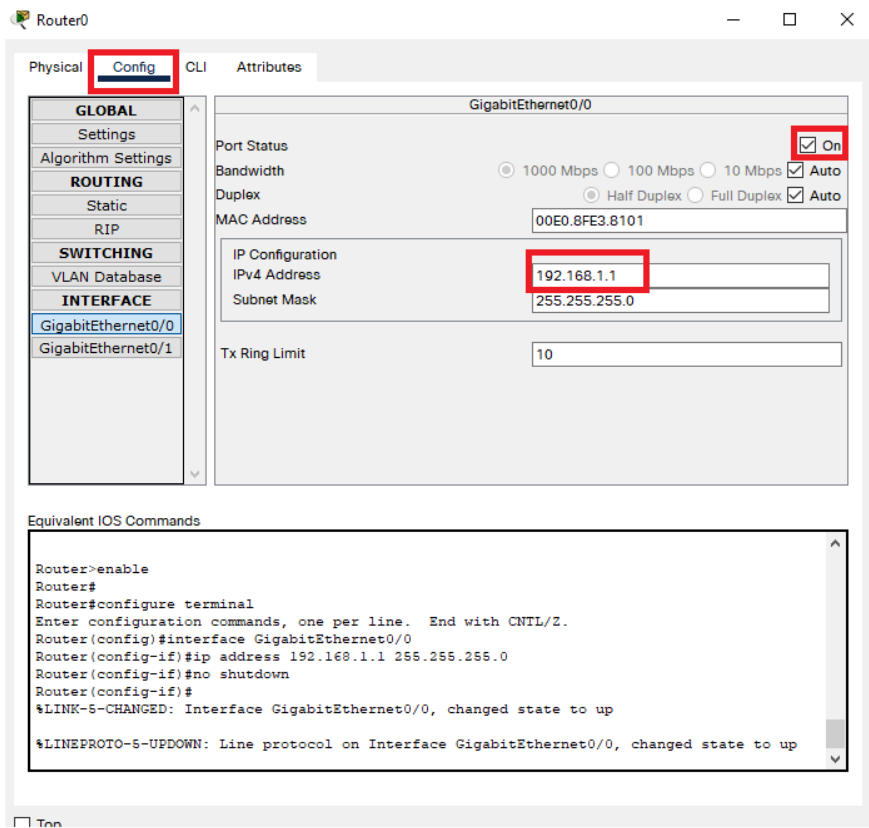 Router0
Physical Config CLI Attributes
GLOBAL
Settings
Algorithm Settings
ROUTING
Static
RIP
SWITCHING
VLAN Database
INTERFACE
GigabitEthernet0/0
GigabitEthernet0/1
GigabitEthernet0/0
Port Status On
Bandwidth 1000 Mbps 100 Mbps 10 Mbps Auto
Duplex Half Duplex Full Duplex Auto
MAC Address 00E0.8FE3.8101
IP Configuration
IPv4 Address 192.168.1.1
Subnet Mask 255.255.255.0
Tx Ring Limit 10
Equivalent IOS Commands
Router>enable
Router#
Router#configure terminal
Enter configuration commands, one per line. End with CNTL/Z.
Router(config)#interface GigabitEthernet0/0
Router(config-if)#ip address 192.168.1.1 255.255.255.0
Router(config-if)#no shutdown
Router(config-if)#
%LINK-5-CHANGED: Interface GigabitEthernet0/0, changed state to up
%LINEPROTO-5-UPDOWN: Line protocol on Interface GigabitEthernet0/0, changed state to up
Top